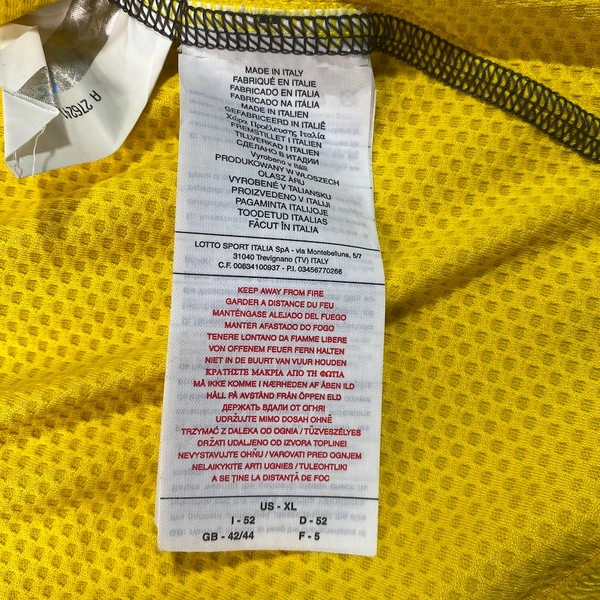 MADE IN ITALY
FABRIQUÉ EN ITALIE
FABRICADO EN ITALIA
FABRICADO NA ITÁLIA
MADE IN ITALIEN
GEFABRICEERD IN ITALIË
Χώρα Προέλευσης Ιταλία
FREMSTILLET I ITALIEN
TILLVERKAD I ITALIEN
СДЕЛАНО В ИТАДИИ
Vyrobeno v Itálii
PRODUKOWANY W WLOSZECH
OLASZ ÁRU
VYROBENÉ V TALIANSKU
PROIZVEDENO V ITALIJI
PAGAMINTA ITALIJOJE
TOODETUD ITAALIAS
FĂCUT ÎN ITALIA
LOTTO SPORT ITALIA SpA - via Montebelluna, 5/7
31040 Trevignano (TV) ITALY
C.F. 00634100937 - P.I. 03456770266
KEEP AWAY FROM FIRE
GARDER A DISTANCE DU FEU
MANTÉNGASE ALEJADO DEL FUEGO
MANTER AFASTADO DO FOGO
TENERE LONTANO DA FIAMME LIBERE
VON OFFENEM FEUER FERN HALTEN
NIET IN DE BUURT VAN VUUR HOUDEN
ΚΡΑΤΗΣΤΕ ΜΑΚΡΙΑ ΑΠΟ ΤΗ ΦΩΤΙΑ
MÅ IKKE KOMME I NÆRHEDEN AF ÅBEN ILD
HÅLL PÅ AVSTÅND FRÅN ÖPPEN ELD
ДЕРЖАТЬ ВДАЛИ ОТ ОГНЯ!
UDRŽUJTE MIMO DOSAH OHNĚ
TRZYMAĆ Z DALEKA OD OGNIA / TŰZVESZÉLYES
DRŽATI UDALJENO OD IZVORA TOPLINEI
NEVYSTAVUJTE OHŇU / VAROVATI PRED OGNJEM
NELAIKYKITE ARTI UGNIES / TULEOHTLIKI
A SE ŢINE LA DISTANŢĂ DE FOC
US - XL
I - 52 D - 52
GB - 42/44 F - 5